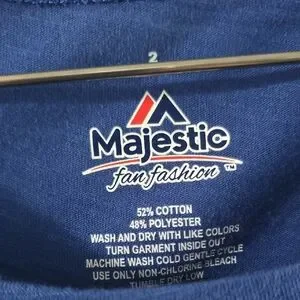 2
Majestic
fan fashion ™
52% COTTON
48% POLYESTER
WASH AND DRY WITH LIKE COLORS
TURN GARMENT INSIDE OUT
MACHINE WASH COLD GENTLE CYCLE
USE ONLY NON-CHLORINE BLEACH
TUMBLE DRY LOW